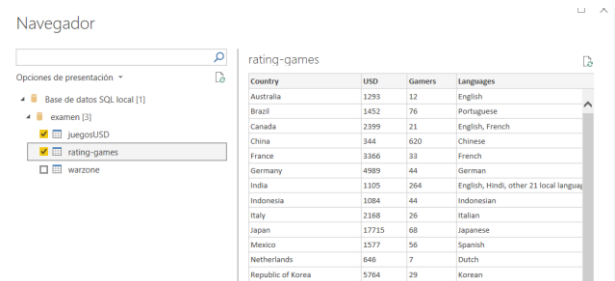 Navegador
Opciones de presentación
Base de datos SQL local [1]
examen [3]
juegosUSD
rating-games
warzone
rating-games
Country USD Gamers Languages
Australia 1293 12 English
Brazil 1452 76 Portuguese
Canada 2399 21 English, French
China 344 620 Chinese
France 3366 33 French
Germany 4989 44 German
India 1105 264 English, Hindi, other 21 local languag
Indonesia 1084 44 Indonesian
Italy 2168 26 Italian
Japan 17715 68 Japanese
Mexico 1577 56 Spanish
Netherlands 646 7 Dutch
Republic of Korea 5764 29 Korean